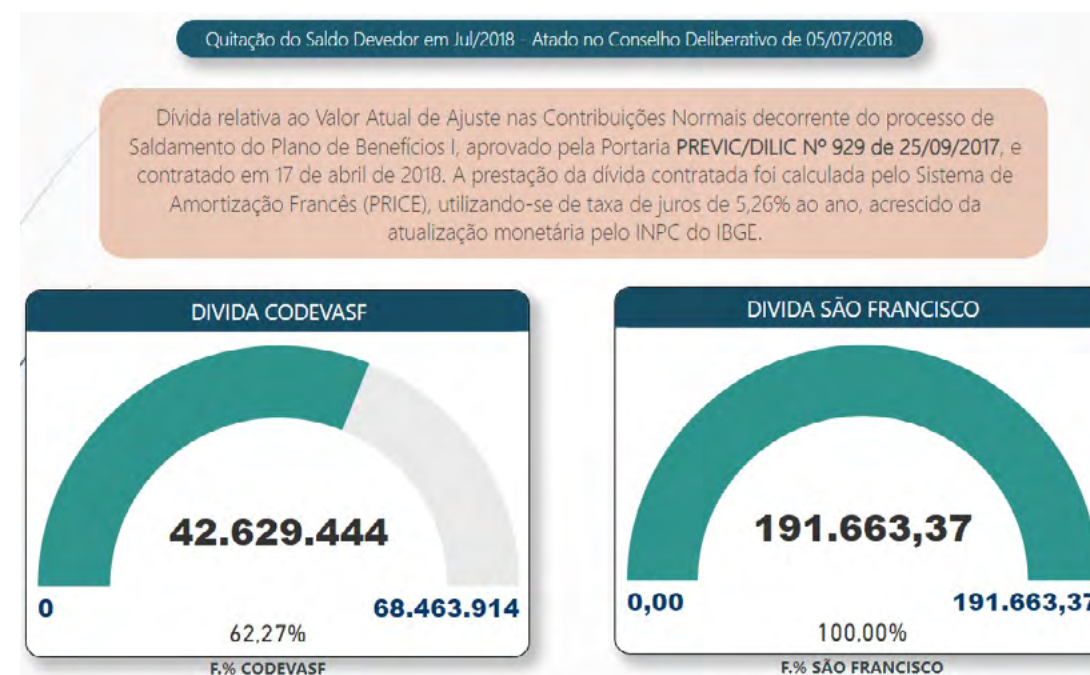 Quitação do Saldo Devedor em Jul/2018 - Atado no Conselho Deliberativo de 05/07/2018
Dívida relativa ao Valor Atual de Ajuste nas Contribuições Normais decorrente do processo de
Saldamento do Plano de Benefícios I, aprovado pela Portaria PREVIC/DILIC Nº 929 de 25/09/2017, e
contratado em 17 de abril de 2018. A prestação da dívida contratada foi calculada pelo Sistema de
Amortização Francês (PRICE), utilizando-se de taxa de juros de 5,26% ao ano, acrescido da
atualização monetária pelo INPC do IBGE.
DIVIDA CODEVASF
42.629.444
0
68.463.914
62,27%
F.% CODEVASF
DIVIDA SÃO FRANCISCO
191.663,37
0,00
191.663,37
100,00%
F.% SÃO FRANCISCO